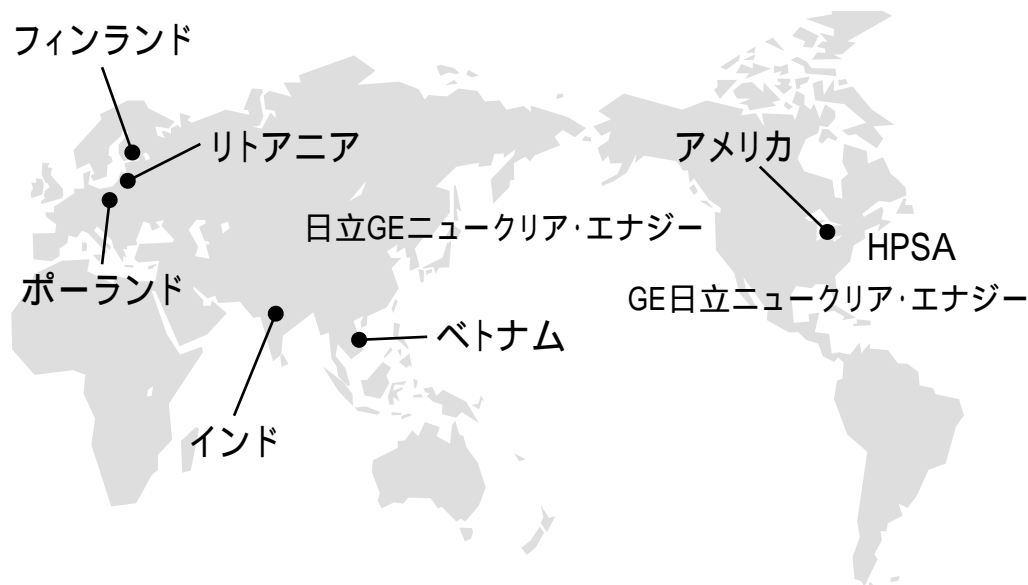 フィンランド
リトアニア
アメリカ
日立GEニュークリア・エナジー
HPSA
ポーランド
GE日立ニュークリア・エナジー
ベトナム
インド